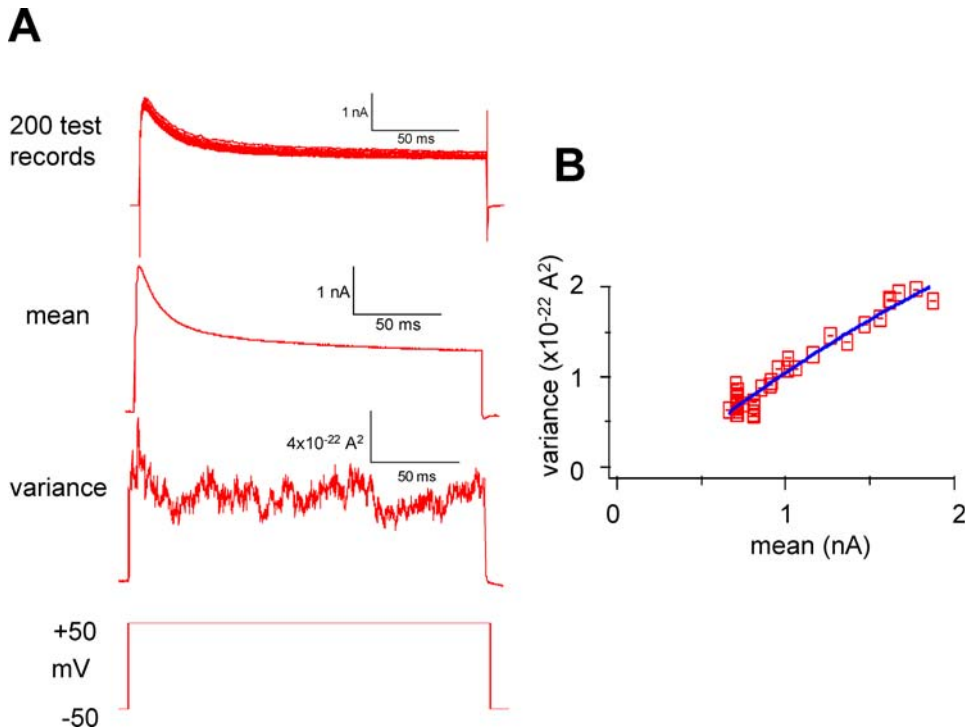 A
200 test
records
1 nA
50 ms
mean
1 nA
50 ms
variance
4x10⁻²² A²
50 ms
+50
mV
-50
B
variance (x10⁻²² A²)
2
1
0
0
1
2
mean (nA)